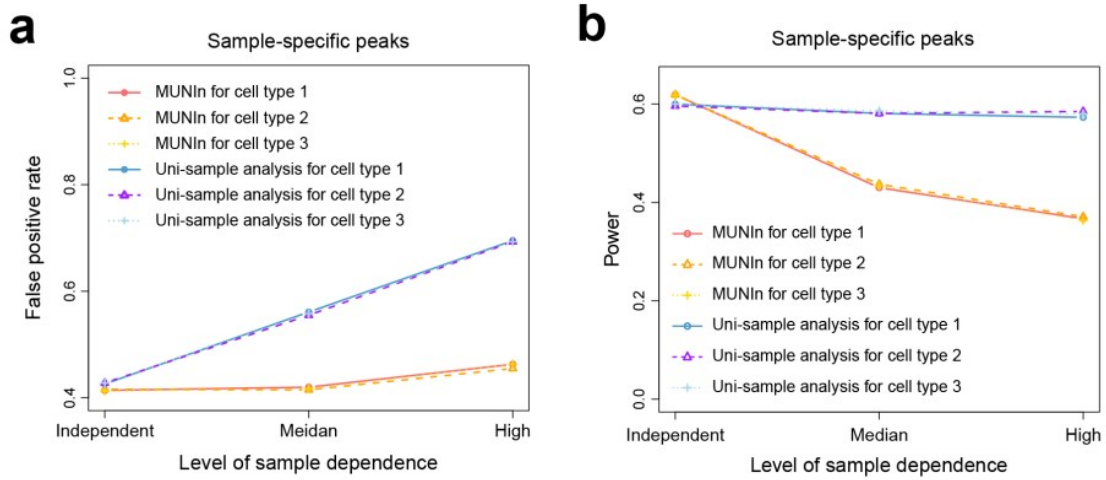 a
Sample-specific peaks
1.0
0.8
0.6
0.4
False positive rate
MUNIn for cell type 1
MUNIn for cell type 2
MUNIn for cell type 3
Uni-sample analysis for cell type 1
Uni-sample analysis for cell type 2
Uni-sample analysis for cell type 3
Independent
Meidan
High
Level of sample dependence
b
Sample-specific peaks
0.6
0.4
0.2
0.0
Power
MUNIn for cell type 1
MUNIn for cell type 2
MUNIn for cell type 3
Uni-sample analysis for cell type 1
Uni-sample analysis for cell type 2
Uni-sample analysis for cell type 3
Independent
Median
High
Level of sample dependence